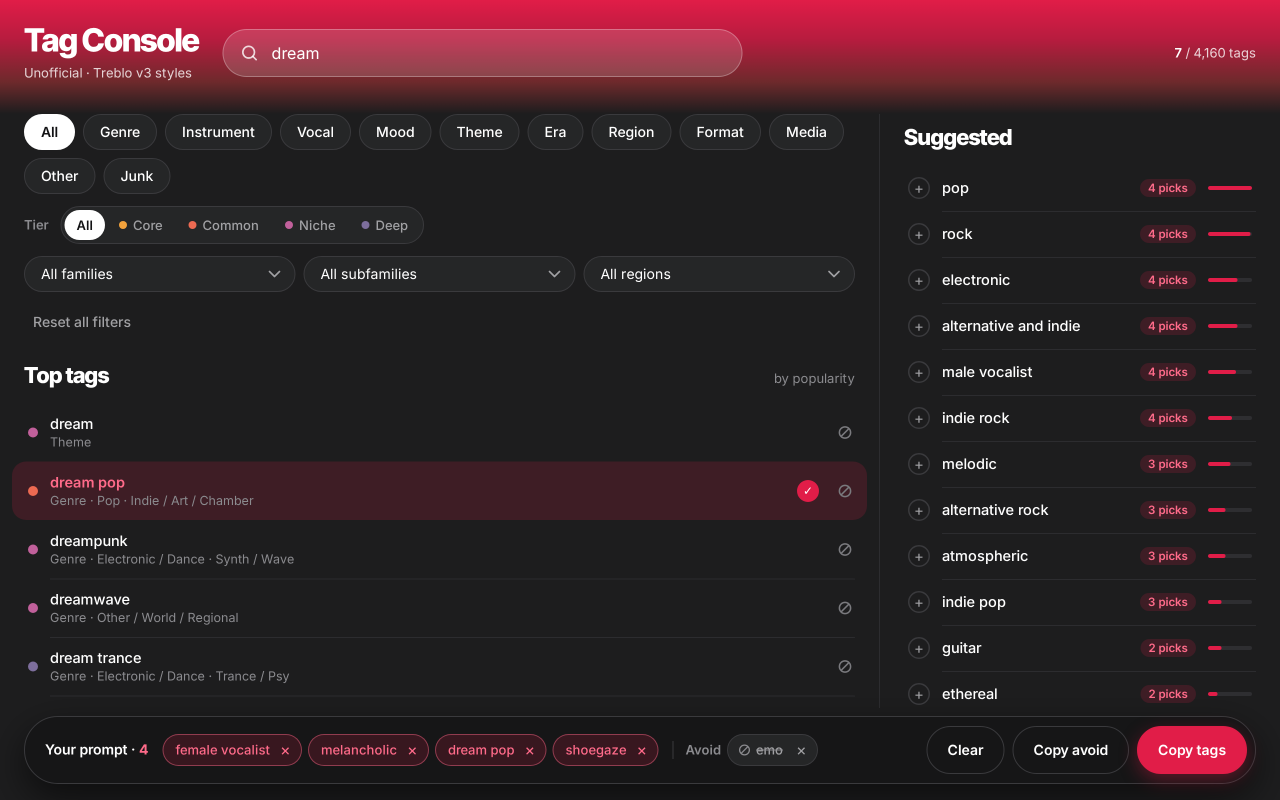 Tag Console
Unofficial · Treblo v3 styles
dream
7 / 4,160 tags
All
Genre
Instrument
Vocal
Mood
Theme
Era
Region
Format
Media
Other
Junk
Tier
All
Core
Common
Niche
Deep
All families
All subfamilies
All regions
Reset all filters
Top tags
by popularity
dream
Theme
dream pop
Genre · Pop · Indie / Art / Chamber
dreampunk
Genre · Electronic / Dance · Synth / Wave
dreamwave
Genre · Other / World / Regional
dream trance
Genre · Electronic / Dance · Trance / Psy
Suggested
pop 4 picks
rock 4 picks
electronic 4 picks
alternative and indie 4 picks
male vocalist 4 picks
indie rock 4 picks
melodic 3 picks
alternative rock 3 picks
atmospheric 3 picks
indie pop 3 picks
guitar 2 picks
ethereal 2 picks
Your prompt · 4
female vocalist ×
melancholic ×
dream pop ×
shoegaze ×
Avoid
emo ×
Clear
Copy avoid
Copy tags